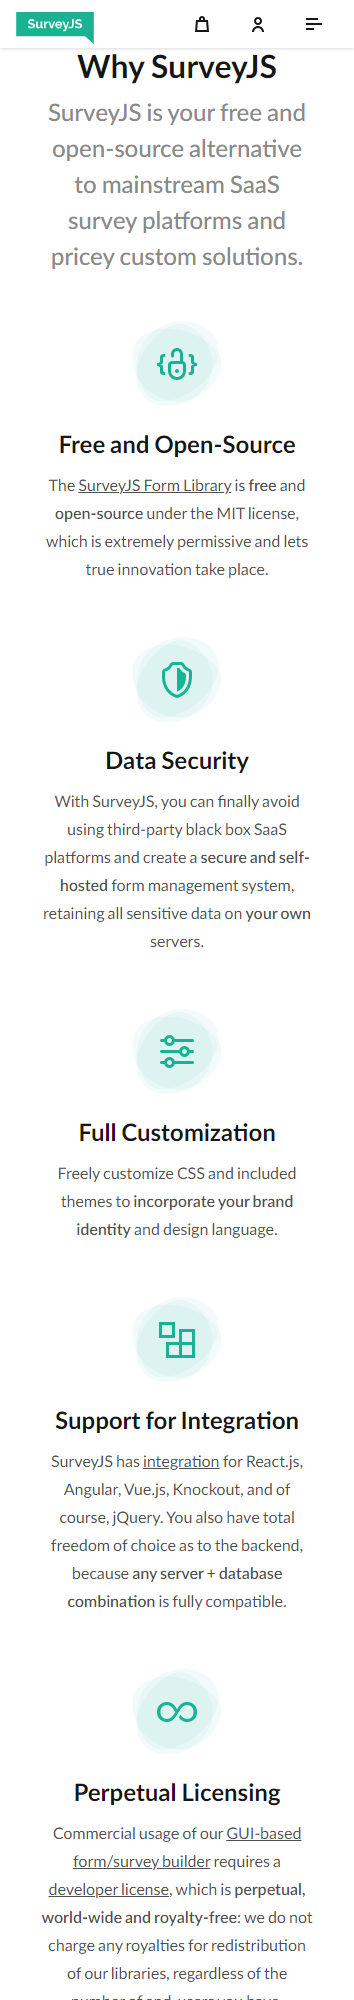 SurveyJS
Why SurveyJS
SurveyJS is your free and
open-source alternative
to mainstream SaaS
survey platforms and
pricey custom solutions.
Free and Open-Source
The SurveyJS Form Library is free and
open-source under the MIT license,
which is extremely permissive and lets
true innovation take place.
Data Security
With SurveyJS, you can finally avoid
using third-party black box SaaS
platforms and create a secure and self-
hosted form management system,
retaining all sensitive data on your own
servers.
Full Customization
Freely customize CSS and included
themes to incorporate your brand
identity and design language.
Support for Integration
SurveyJS has integration for React.js,
Angular, Vue.js, Knockout, and of
course, jQuery. You also have total
freedom of choice as to the backend,
because any server + database
combination is fully compatible.
Perpetual Licensing
Commercial usage of our GUI-based
form/survey builder requires a
developer license, which is perpetual,
world-wide and royalty-free: we do not
charge any royalties for redistribution
of our libraries, regardless of the
number of end-users you have